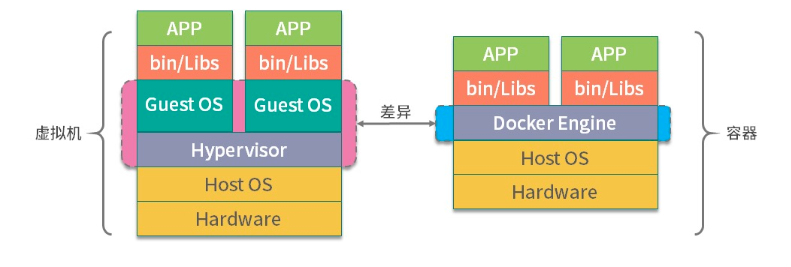 APP APP
bin/Libs bin/Libs
Guest OS Guest OS
Hypervisor
Host OS
Hardware
虚拟机
差异
APP APP
bin/Libs bin/Libs
Docker Engine
Host OS
Hardware
容器